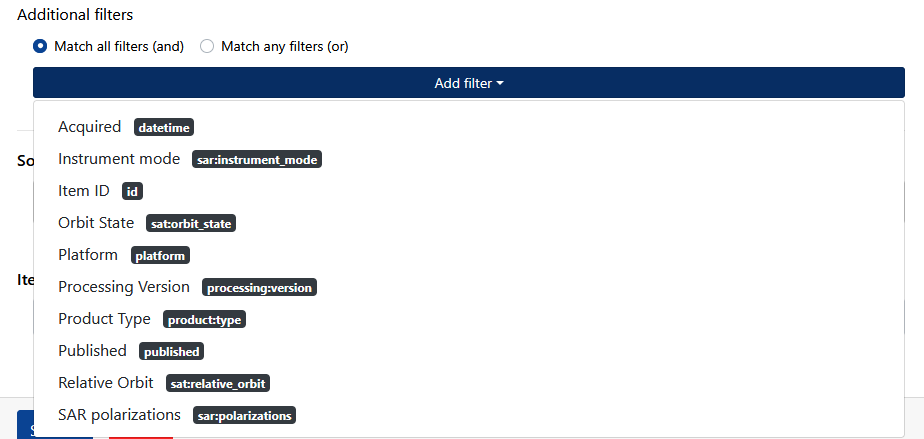 Additional filters
Match all filters (and) Match any filters (or)
Add filter
Acquired datetime
Instrument mode sar:instrument_mode
Item ID id
Orbit State sat:orbit_state
Platform platform
Processing Version processing:version
Product Type product:type
Published published
Relative Orbit sat:relative_orbit
SAR polarizations sar:polarizations